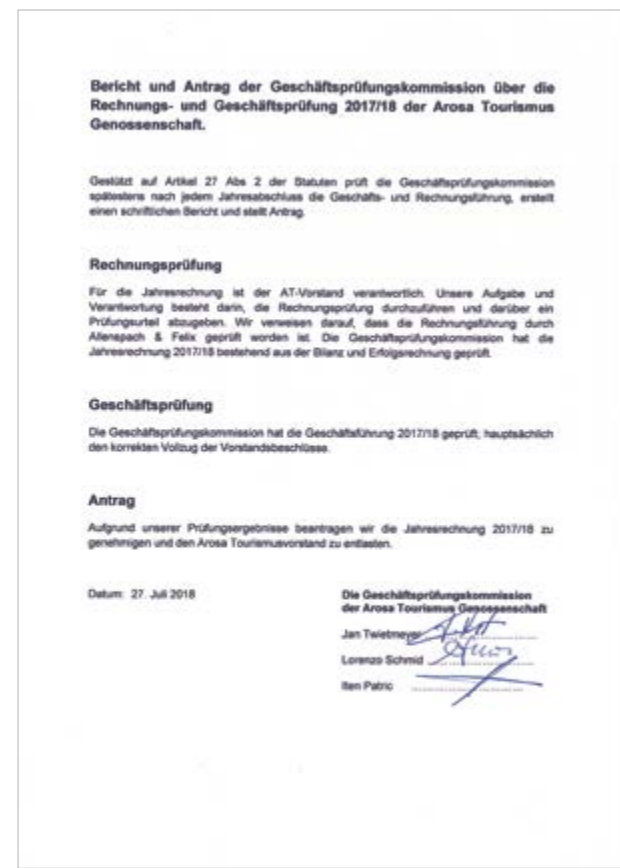 Bericht und Antrag der Geschäftsprüfungskommission über die
Rechnungs- und Geschäftsprüfung 2017/18 der Arosa Tourismus
Genossenschaft.
Gestützt auf Artikel 27 Abs 2 der Statuten prüft die Geschäftsprüfungskommission
spätestens nach jedem Jahresabschluss die Geschäfts- und Rechnungsführung, erstellt
einen schriftlichen Bericht und stellt Antrag.
Rechnungsprüfung
Für die Jahresrechnung ist der AT-Vorstand verantwortlich. Unsere Aufgabe und
Verantwortung besteht darin, die Rechnungsprüfung durchzuführen und darüber ein
Prüfungsurteil abzugeben. Wir verweisen darauf, dass die Rechnungsführung durch
Allenspach & Felix geprüft worden ist. Die Geschäftsprüfungskommission hat die
Jahresrechnung 2017/18 bestehend aus der Bilanz und Erfolgsrechnung geprüft.
Geschäftsprüfung
Die Geschäftsprüfungskommission hat die Geschäftsführung 2017/18 geprüft, hauptsächlich
den korrekten Vollzug der Vorstandsbeschlüsse.
Antrag
Aufgrund unserer Prüfungsergebnisse beantragen wir die Jahresrechnung 2017/18 zu
genehmigen und den Arosa Tourismusvorstand zu entlasten.
Datum: 27. Juli 2018
Die Geschäftsprüfungskommission
der Arosa Tourismus Genossenschaft
Jan Twietmeyer
Lorenzo Schmid
Iten Patric